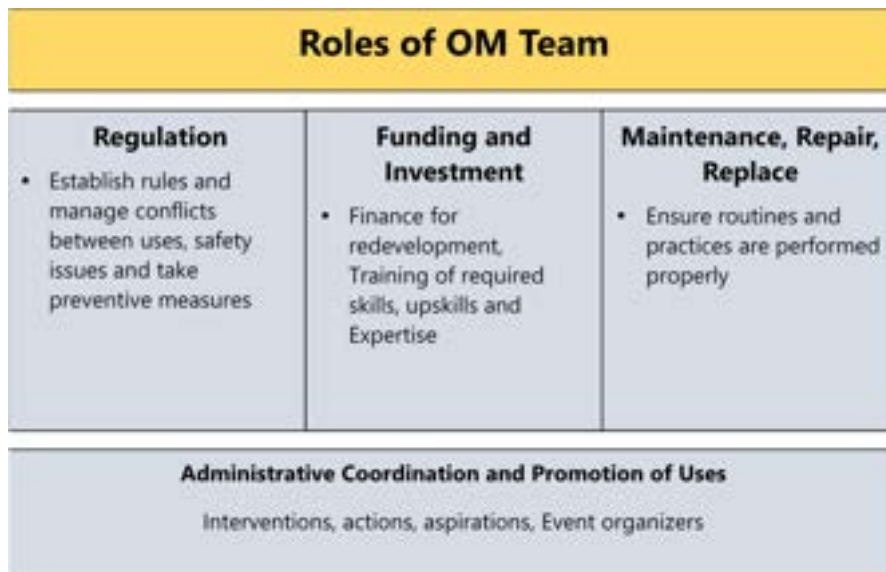 Roles of OM Team
Regulation
• Establish rules and
manage conflicts
between uses, safety
issues and take
preventive measures
Funding and
Investment
• Finance for
redevelopment,
Training of required
skills, upskills and
Expertise
Maintenance, Repair,
Replace
• Ensure routines and
practices are performed
properly
Administrative Coordination and Promotion of Uses
Interventions, actions, aspirations, Event organizers